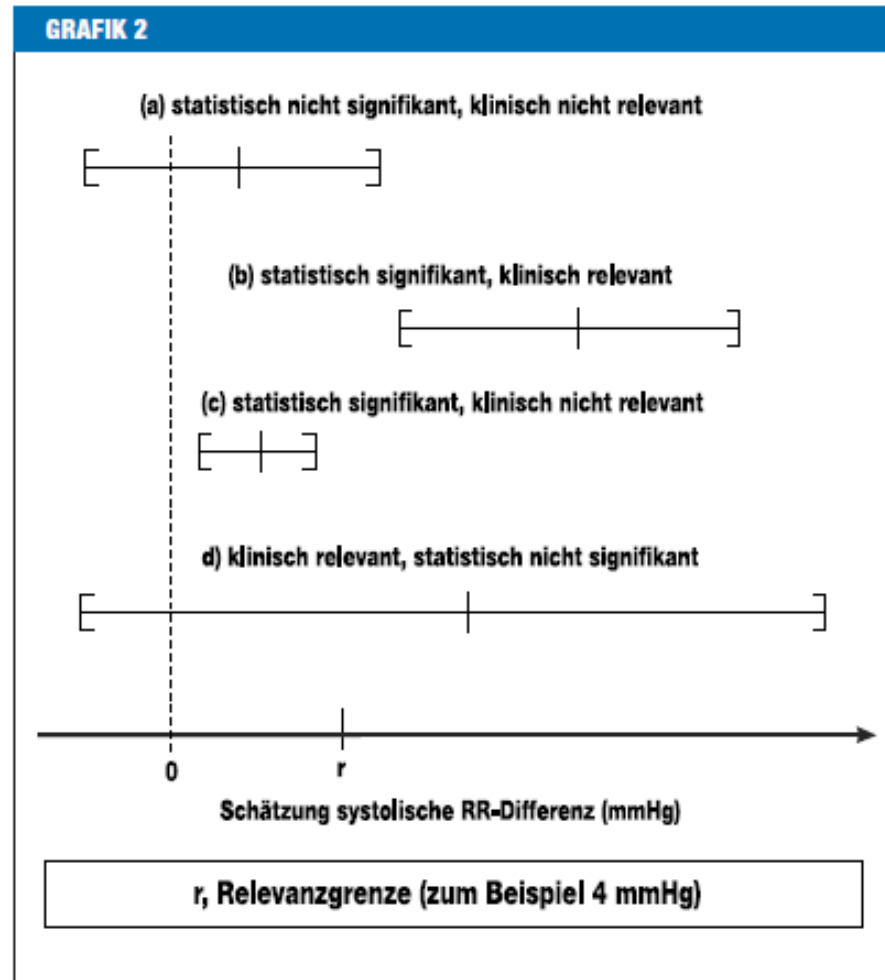 GRAFIK 2
(a) statistisch nicht signifikant, klinisch nicht relevant
(b) statistisch signifikant, klinisch relevant
(c) statistisch signifikant, klinisch nicht relevant
d) klinisch relevant, statistisch nicht signifikant
0 r
Schätzung systolische RR-Differenz (mmHg)
r, Relevanzgrenze (zum Beispiel 4 mmHg)